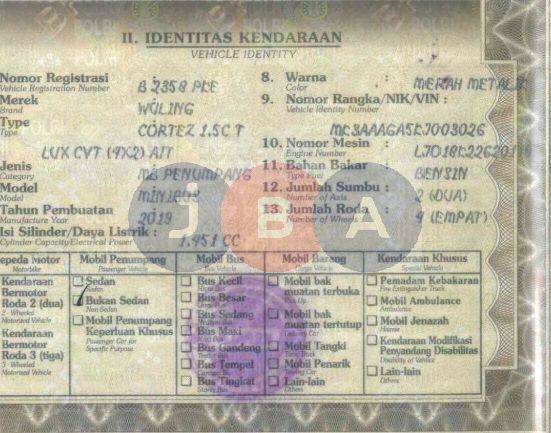 II. IDENTITAS KENDARAAN
VEHICLE IDENTITY
Nomor Registrasi B 2358 PKE
Vehicle Registration Number
Merek WULING
Brand
Type CORTEZ 1.5C T
Type
LUX CVT (4X2) AT
Jenis MB PENUMPANG
Category
Model MINIBUS
Model
Tahun Pembuatan 2019
Manufacture Year
Isi Silinder/Daya Listrik : 1.451 CC
Cylinder Capacity/Electrical Power
8. Warna : MERAH METALIK
Color
9. Nomor Rangka/NIK/VIN :
Vehicle Identity Number
MK3AAAGA5KJ003026
10. Nomor Mesin :
Engine Number
11. Bahan Bakar : BENSIN
Type Fuel
12. Jumlah Sumbu : 2 (DUA)
Number of Axis
13. Jumlah Roda : 4 (EMPAT)
Number of Wheels
JBA
Sepeda Motor
Motorbike
Kendaraan
Bermotor
Roda 2 (dua)
2 - Wheeled
Motorized Vehicle
Kendaraan
Bermotor
Roda 3 (tiga)
3 - Wheeled
Motorized Vehicle
Mobil Penumpang
Passenger Vehicle
Sedan
Sedan
Bukan Sedan
Non Sedan
Mobil Penumpang
Keperluan Khusus
Passenger Car for
Specific Purpose
Mobil Bus
Bus Vehicle
Bus Kecil
Bus Besar
Bus Sedang
Bus Maxi
Bus Gandeng
Bus Tempel
Bus Tingkat
Mobil Barang
Cargo Vehicle
Mobil bak
muatan terbuka
Mobil bak
muatan tertutup
Mobil Tangki
Mobil Penarik
Lain-lain
Others
Kendaraan Khusus
Special Vehicle
Pemadam Kebakaran
Fire Extinguisher Truck
Mobil Ambulance
Ambulance
Mobil Jenazah
Hearse
Kendaraan Modifikasi
Penyandang Disabilitas
Disability of Vehicle
Lain-lain
Others